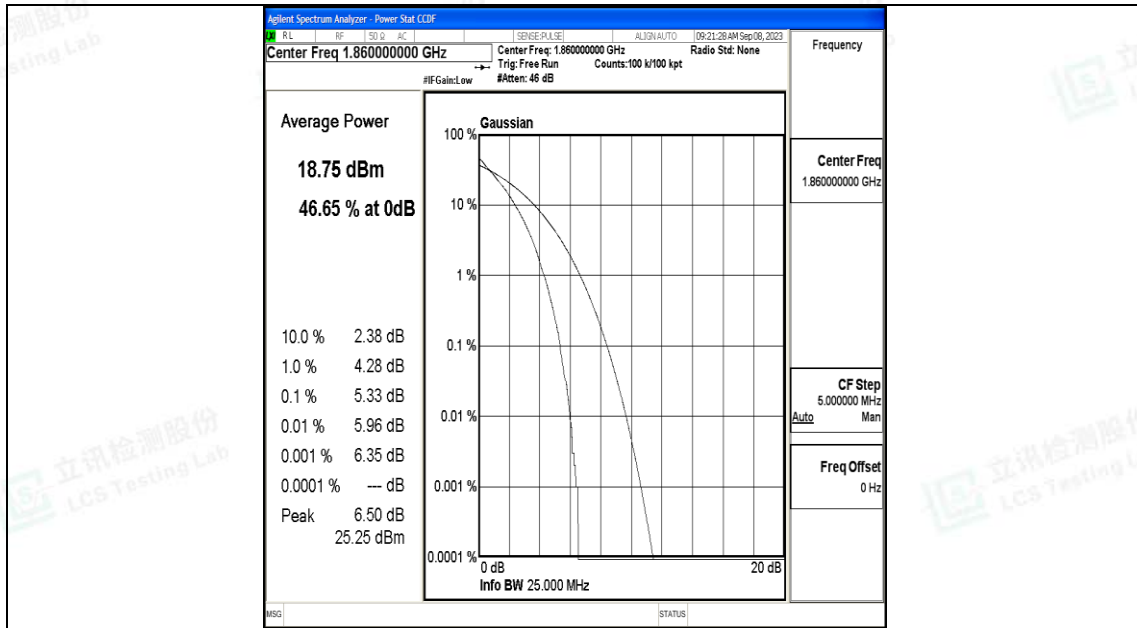 Agilent Spectrum Analyzer - Power Stat CCDF
RL RF 50 Ω AC SENSE:PULSE ALIGN AUTO 09:21:28 AM Sep 08, 2023
Center Freq 1.860000000 GHz
Center Freq: 1.860000000 GHz Radio Std: None
Trig: Free Run Counts:100 k/100 kpt
#IFGain:Low #Atten: 46 dB
Frequency
Average Power
18.75 dBm
46.65 % at 0dB
10.0 % 2.38 dB
1.0 % 4.28 dB
0.1 % 5.33 dB
0.01 % 5.96 dB
0.001 % 6.35 dB
0.0001 % --- dB
Peak 6.50 dB
25.25 dBm
Gaussian
100 %
10 %
1 %
0.1 %
0.01 %
0.001 %
0.0001 %
0 dB 20 dB
Info BW 25.000 MHz
Center Freq
1.860000000 GHz
CF Step
5.000000 MHz
Auto Man
Freq Offset
0 Hz
MSG STATUS
立讯检测股份
LCS Testing Lab